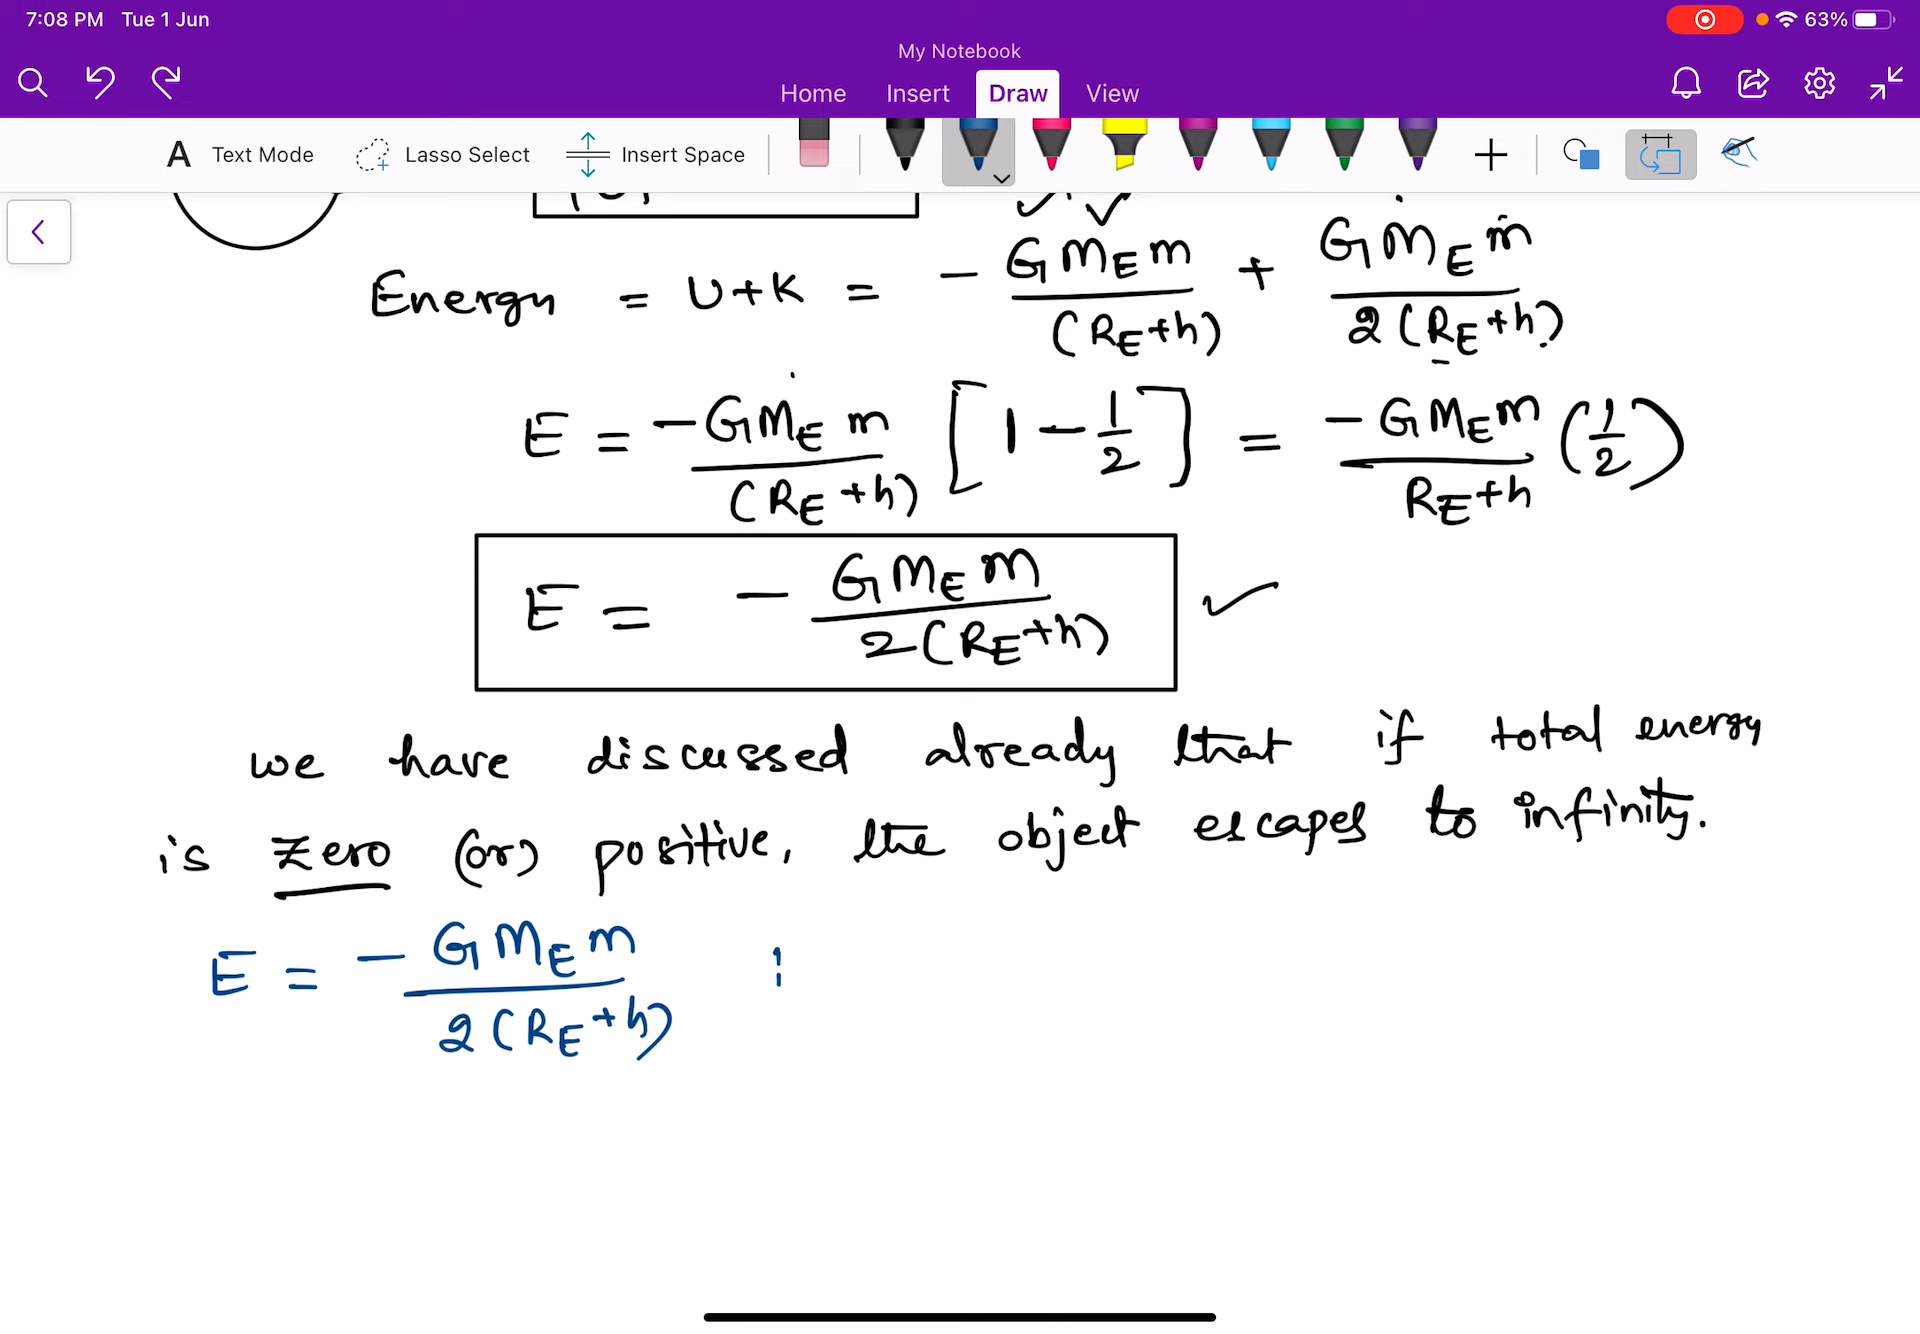 7:08 PM Tue 1 Jun 63%
My Notebook
Home Insert Draw View
A Text Mode Lasso Select Insert Space
Energy = U+K = - GMEm/(RE+h) + GMEm/2(RE+h)
E = -GMEm/(RE+h) [1-1/2] = -GMEm/RE+h (1/2)
E = - GMEm/2(RE+h) ✓
we have discussed already that if total energy
is zero (or) positive, the object escapes to infinity.
E = - GMEm/2(RE+h)